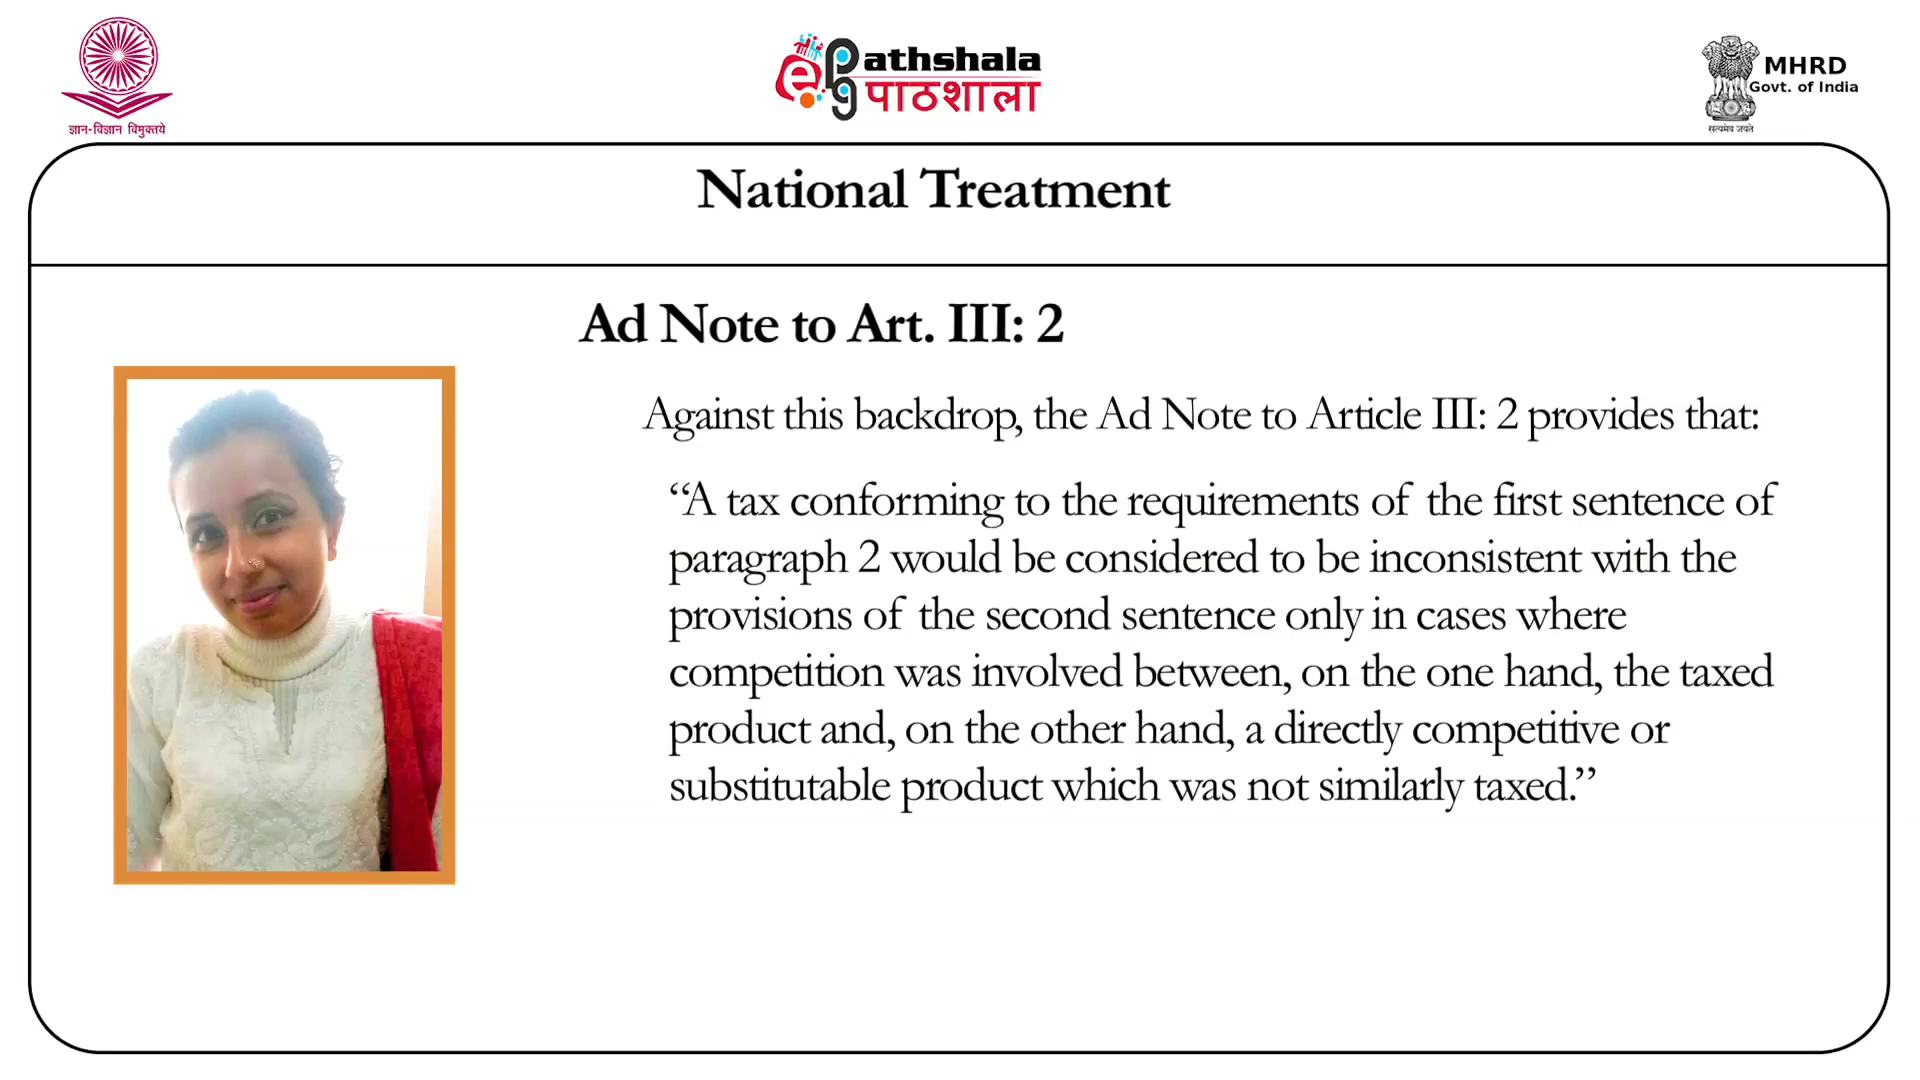 ज्ञान-विज्ञान विमुक्तये
ePG Pathshala
पाठशाला
MHRD
Govt. of India
सत्यमेव जयते
National Treatment
Ad Note to Art. III: 2
Against this backdrop, the Ad Note to Article III: 2 provides that:
“A tax conforming to the requirements of the first sentence of
paragraph 2 would be considered to be inconsistent with the
provisions of the second sentence only in cases where
competition was involved between, on the one hand, the taxed
product and, on the other hand, a directly competitive or
substitutable product which was not similarly taxed.”